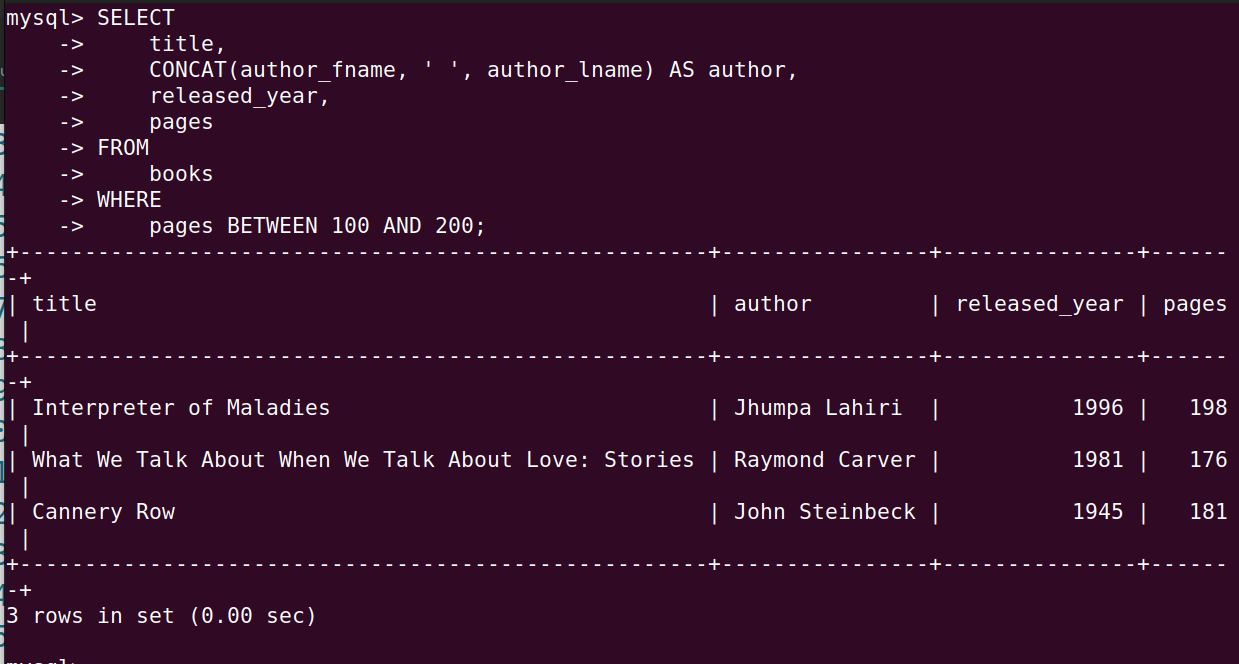 mysql> SELECT
    ->     title,
    ->     CONCAT(author_fname, ' ', author_lname) AS author,
    ->     released_year,
    ->     pages
    -> FROM
    ->     books
    -> WHERE
    ->     pages BETWEEN 100 AND 200;
+-----------------------------------------------------+----------------+---------------+------
-+
| title                                               | author         | released_year | pages
 |
+-----------------------------------------------------+----------------+---------------+------
-+
| Interpreter of Maladies                             | Jhumpa Lahiri  |          1996 |   198
 |
| What We Talk About When We Talk About Love: Stories | Raymond Carver |          1981 |   176
 |
| Cannery Row                                         | John Steinbeck |          1945 |   181
 |
+-----------------------------------------------------+----------------+---------------+------
-+
3 rows in set (0.00 sec)
mysql>